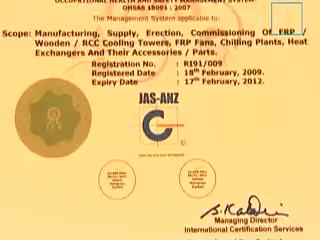 OCCUPATIONAL HEALTH AND SAFETY MANAGEMENT SYSTEM
OHSAS 18001 : 2007
The Management System applicable to:
Scope: Manufacturing, Supply, Erection, Commissioning Of FRP /
Wooden / RCC Cooling Towers, FRP Fans, Chilling Plants, Heat
Exchangers And Their Accessories / Parts.
Registration No. : R191/009
Registered Date : 18th February, 2009.
Expiry Date : 17th February, 2012.
JAS-ANZ
Managing Director
International Certification Services